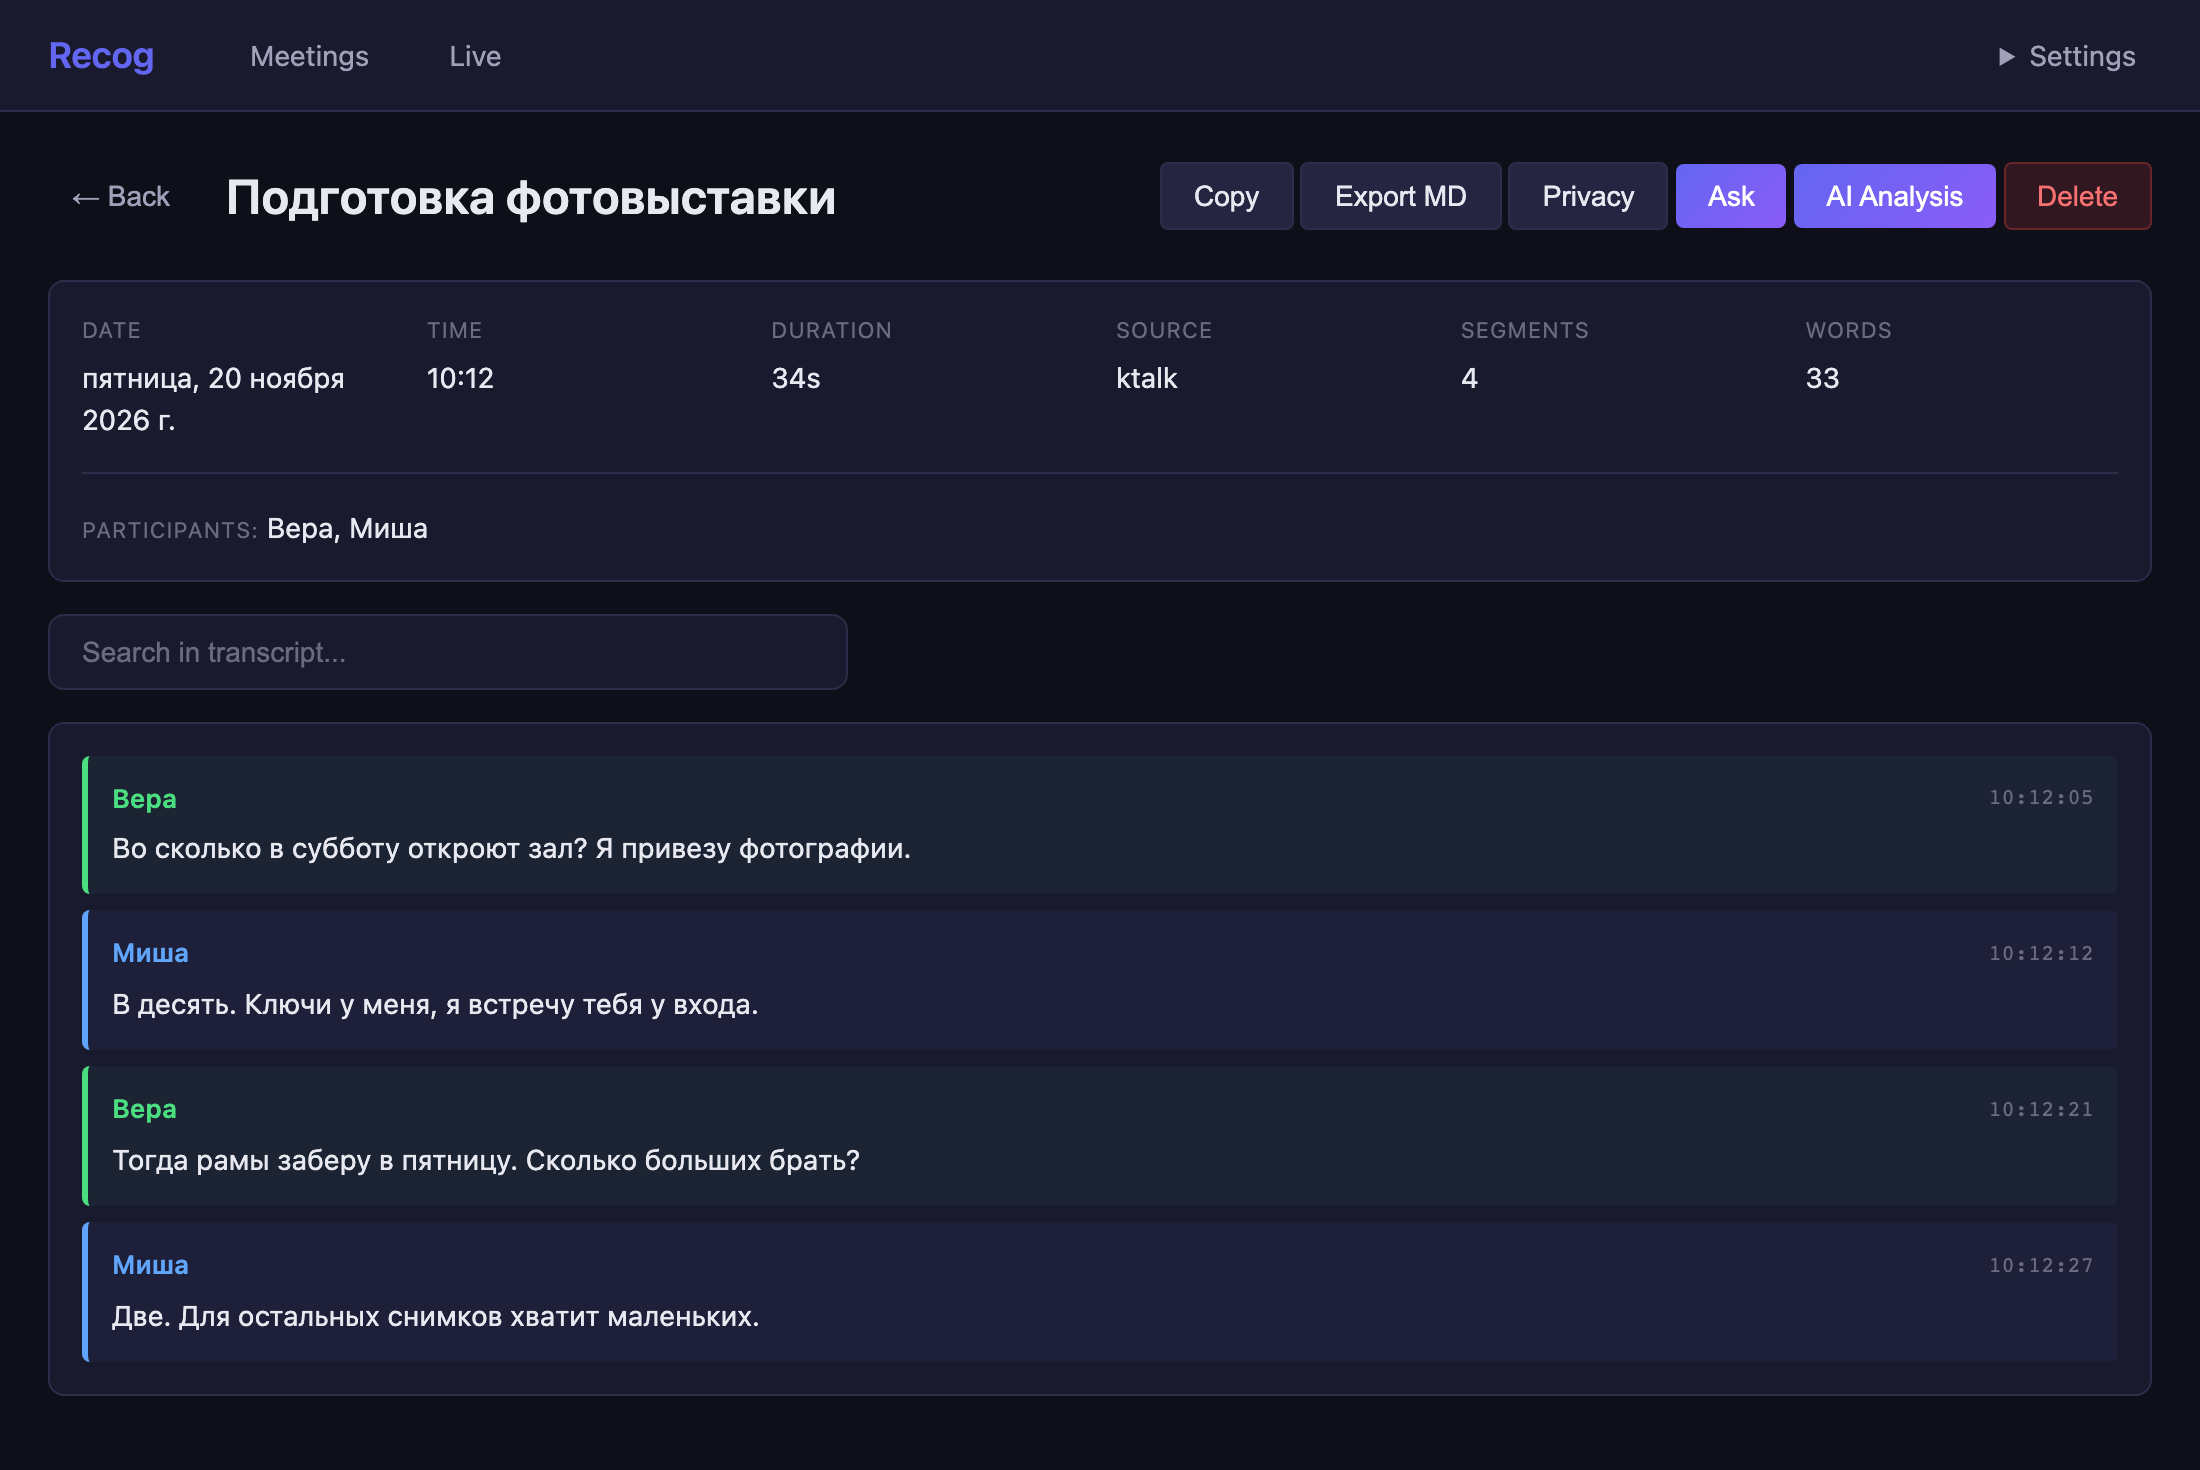 Recog
Meetings
Live
▶ Settings
← Back
Подготовка фотовыставки
Copy
Export MD
Privacy
Ask
AI Analysis
Delete
DATE
пятница, 20 ноября
2026 г.
TIME
10:12
DURATION
34s
SOURCE
ktalk
SEGMENTS
4
WORDS
33
PARTICIPANTS: Вера, Миша
Search in transcript...
Вера
10:12:05
Во сколько в субботу откроют зал? Я привезу фотографии.
Миша
10:12:12
В десять. Ключи у меня, я встречу тебя у входа.
Вера
10:12:21
Тогда рамы заберу в пятницу. Сколько больших брать?
Миша
10:12:27
Две. Для остальных снимков хватит маленьких.